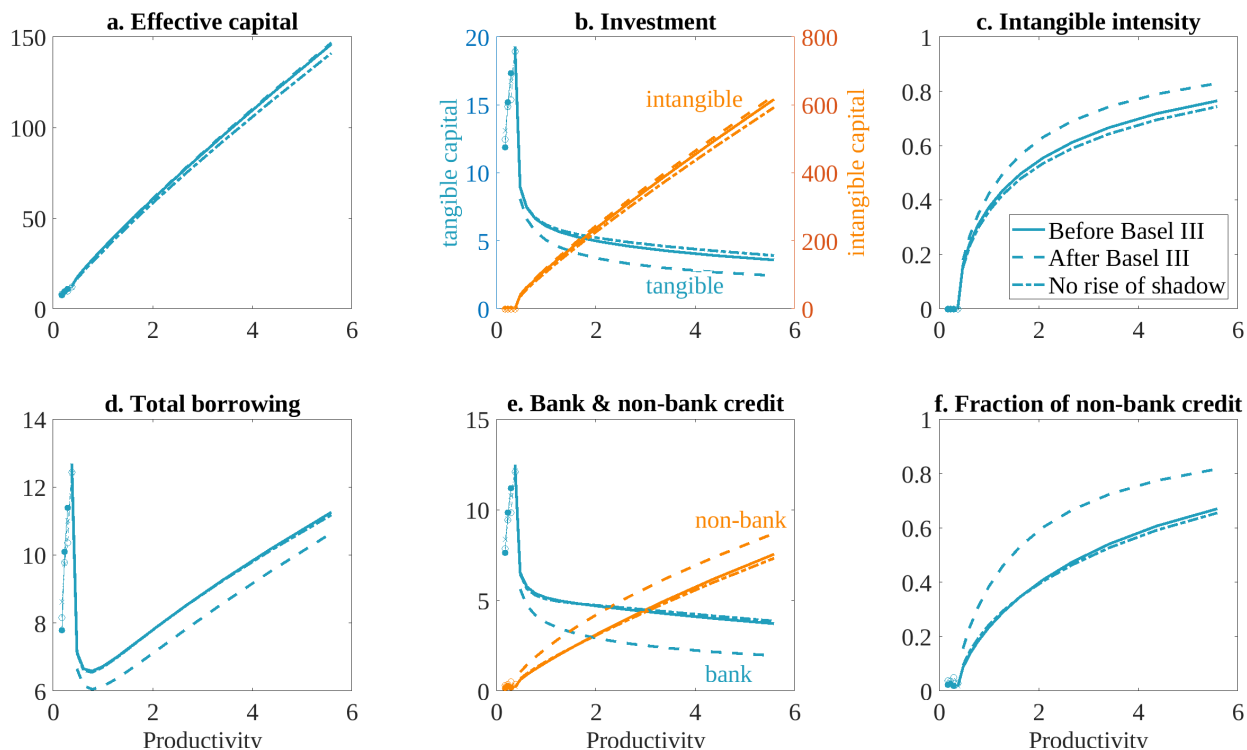 a. Effective capital
150
100
50
0
0 2 4 6
b. Investment
20
15
10
5
0
tangible capital
800
600
400
200
0
intangible capital
intangible
tangible
0 2 4 6
c. Intangible intensity
1
0.8
0.6
0.4
0.2
0
Before Basel III
After Basel III
No rise of shadow
0 2 4 6
d. Total borrowing
14
12
10
8
6
0 2 4 6
Productivity
e. Bank & non-bank credit
15
10
5
0
non-bank
bank
0 2 4 6
Productivity
f. Fraction of non-bank credit
1
0.8
0.6
0.4
0.2
0
0 2 4 6
Productivity